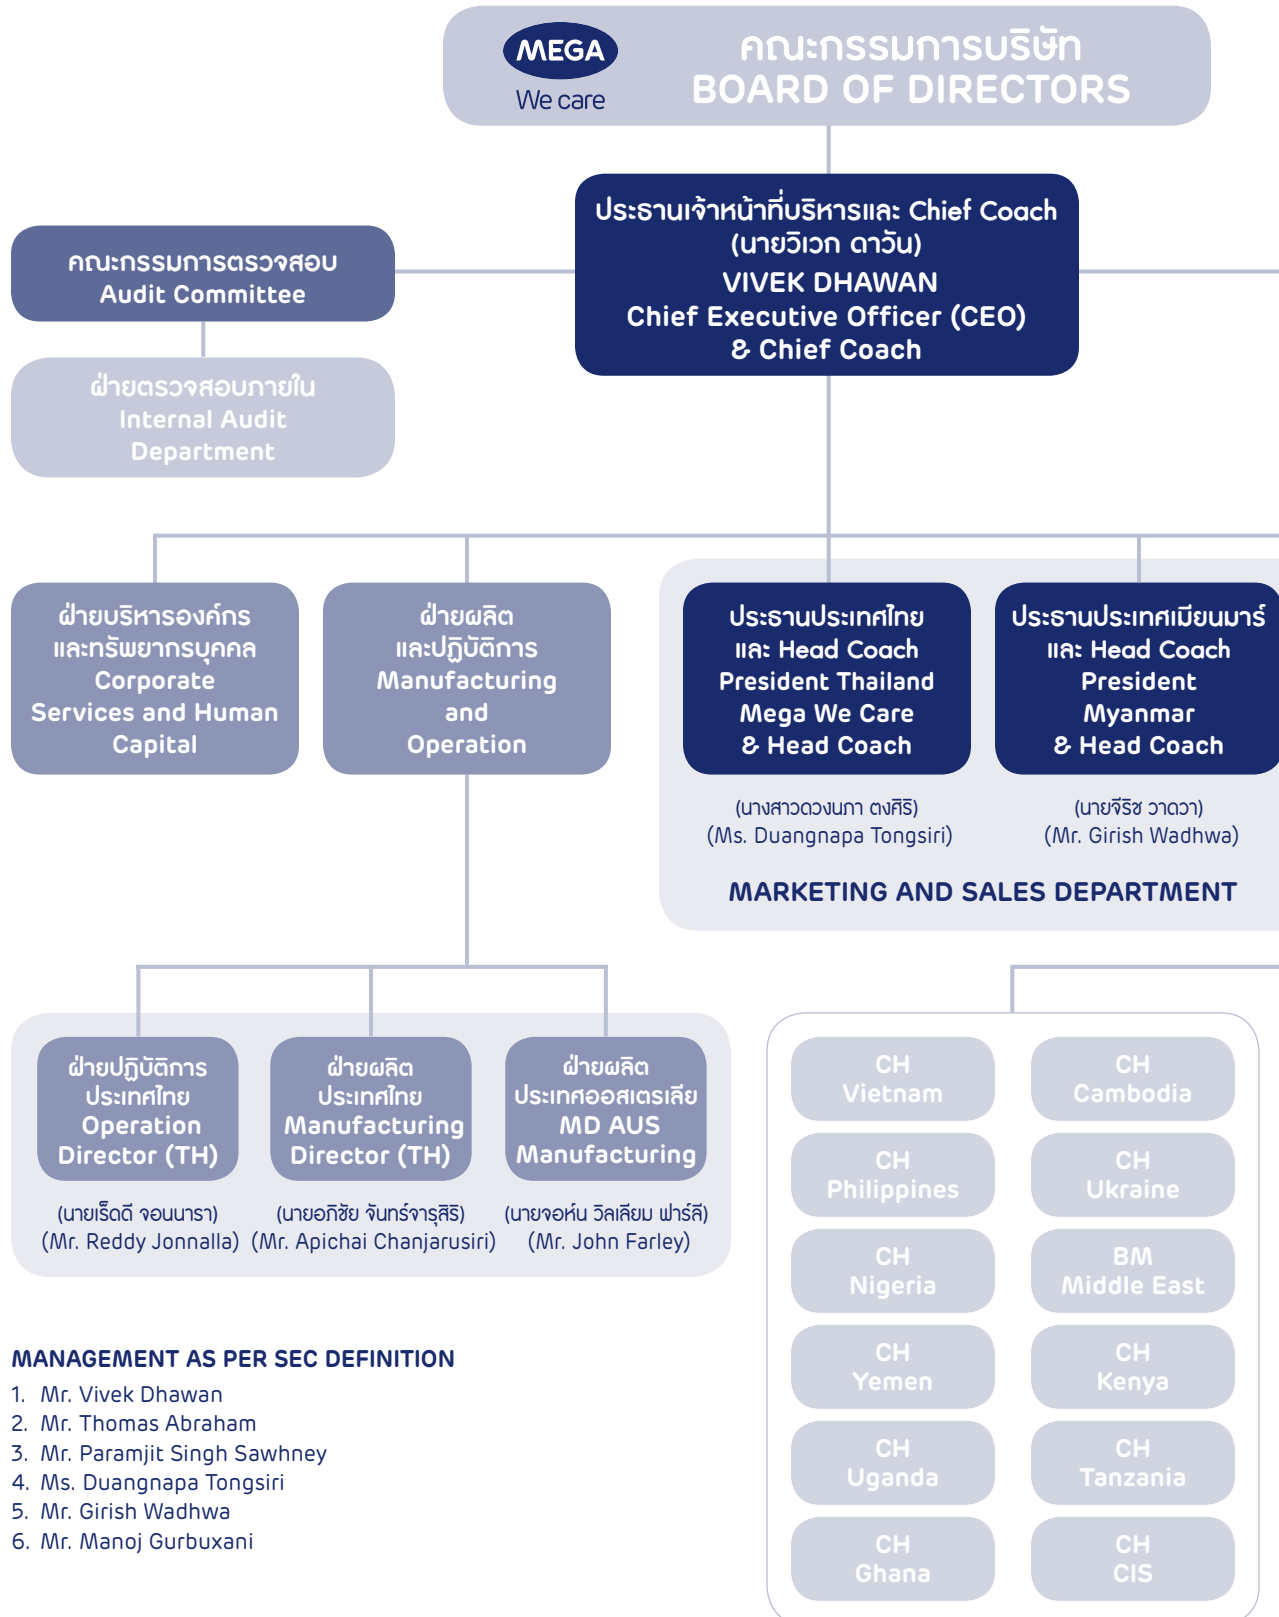 MEGA
We care
คณะกรรมการบริษัท
BOARD OF DIRECTORS
ประธานเจ้าหน้าที่บริหารและ Chief Coach
(นายวิเวก ดาวัน)
VIVEK DHAWAN
Chief Executive Officer (CEO)
& Chief Coach
คณะกรรมการตรวจสอบ
Audit Committee
ฝ่ายตรวจสอบภายใน
Internal Audit
Department
ฝ่ายบริหารองค์กร
และทรัพยากรบุคคล
Corporate
Services and Human
Capital
ฝ่ายผลิต
และปฏิบัติการ
Manufacturing
and
Operation
ประธานประเทศไทย
และ Head Coach
President Thailand
Mega We Care
& Head Coach
(นางสาวดวงนภา ตงศิริ)
(Ms. Duangnapa Tongsiri)
ประธานประเทศเมียนมาร์
และ Head Coach
President
Myanmar
& Head Coach
(นายจีริช วาดวา)
(Mr. Girish Wadhwa)
MARKETING AND SALES DEPARTMENT
ฝ่ายปฏิบัติการ
ประเทศไทย
Operation
Director (TH)
(นายเร็ดดี จอนนารา)
(Mr. Reddy Jonnalla)
ฝ่ายผลิต
ประเทศไทย
Manufacturing
Director (TH)
(นายอภิชัย จันทร์จารุสิริ)
(Mr. Apichai Chanjarusiri)
ฝ่ายผลิต
ประเทศออสเตรเลีย
MD AUS
Manufacturing
(นายจอห์น วิลเลียม ฟาร์ลี)
(Mr. John Farley)
CH
Vietnam
CH
Cambodia
CH
Philippines
CH
Ukraine
CH
Nigeria
BM
Middle East
CH
Yemen
CH
Kenya
CH
Uganda
CH
Tanzania
CH
Ghana
CH
CIS
MANAGEMENT AS PER SEC DEFINITION
1. Mr. Vivek Dhawan
2. Mr. Thomas Abraham
3. Mr. Paramjit Singh Sawhney
4. Ms. Duangnapa Tongsiri
5. Mr. Girish Wadhwa
6. Mr. Manoj Gurbuxani